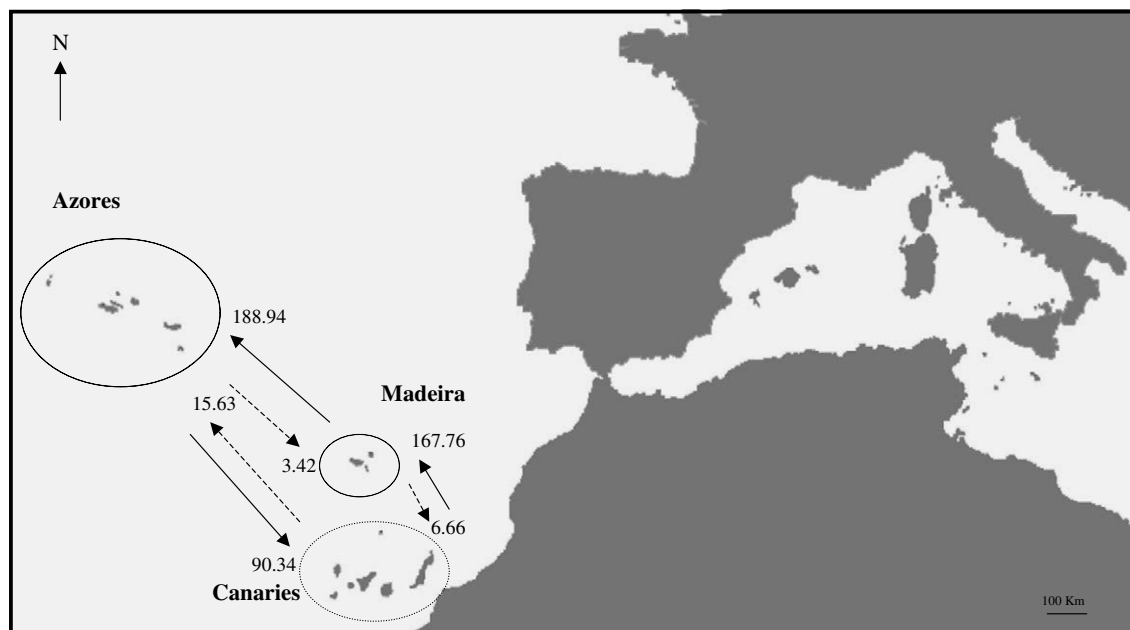 N
Azores
188.94
Madeira
15.63
167.76
3.42
6.66
90.34
Canaries
100 Km